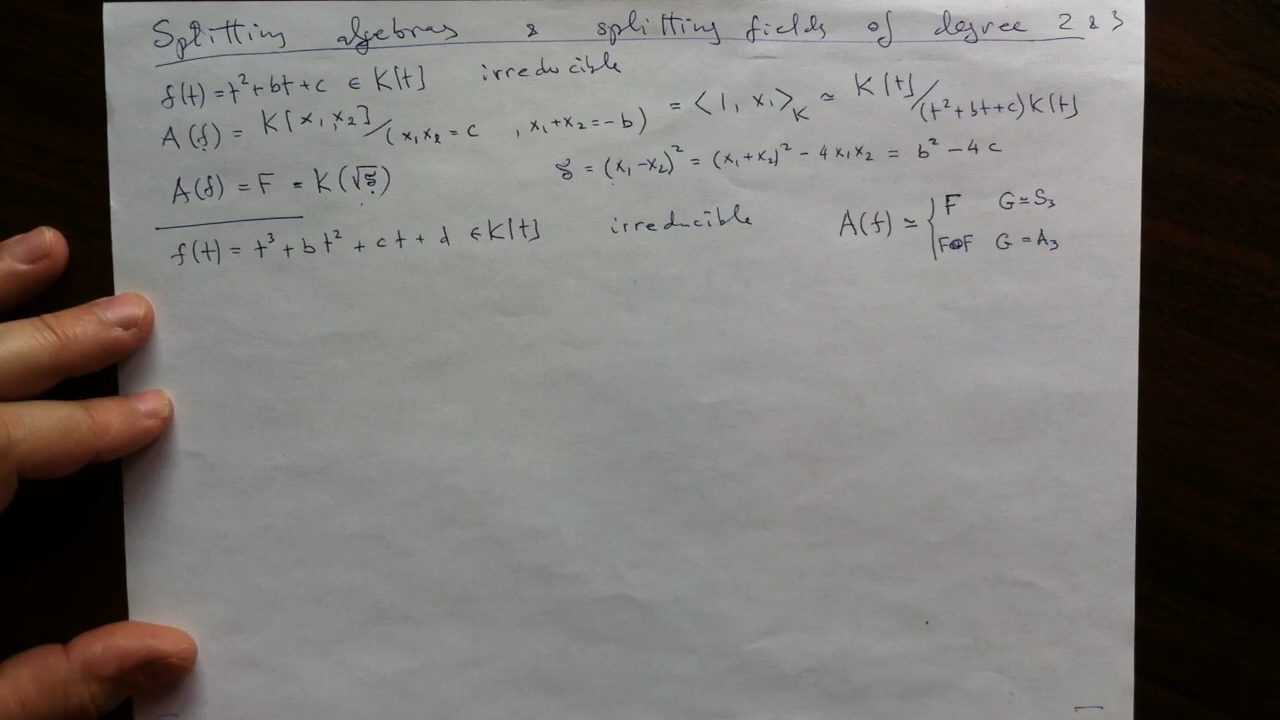 Splitting algebras & splitting fields of degree 2 & 3
f(t) = t² + bt + c ∈ K[t] irreducible
A(f) = K[x₁, x₂]/(x₁x₂ = c, x₁+x₂ = -b) = ⟨1, x₁⟩_K ≃ K[t]/(t²+bt+c)K[t]
A(f) = F = K(√δ) δ = (x₁-x₂)² = (x₁+x₂)² - 4x₁x₂ = b² - 4c
f(t) = t³ + bt² + ct + d ∈ K[t] irreducible A(f) ≃ { F G ≃ S₃
F⊕F G = A₃